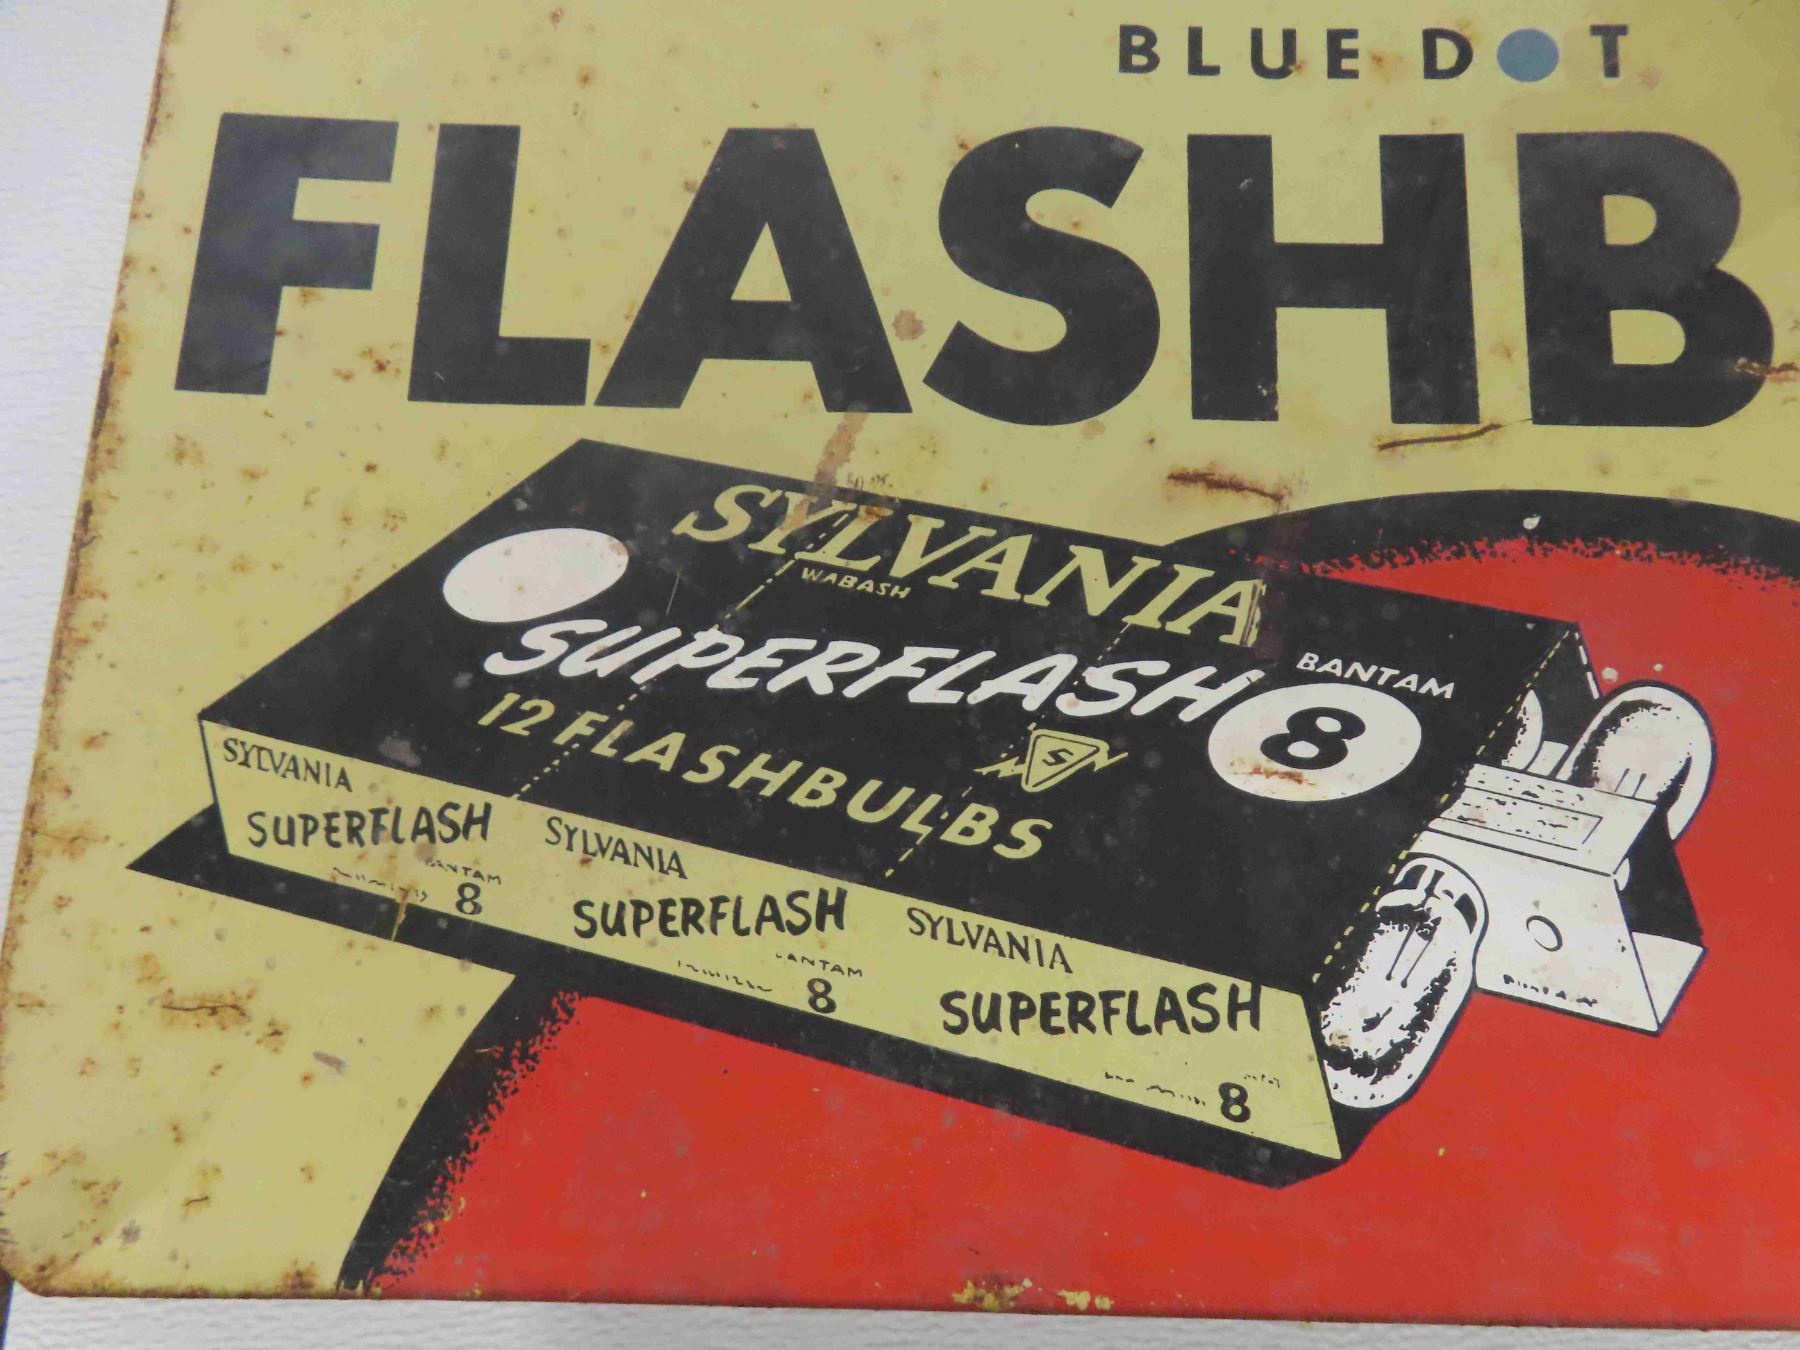 BLUE DOT
FLASHB
SYLVANIA
WABASH
SUPERFLASH
BANTAM
8
12 FLASHBULBS
S
SYLVANIA
SUPERFLASH
BANTAM
8
SYLVANIA
SUPERFLASH
BANTAM
8
SYLVANIA
SUPERFLASH
8